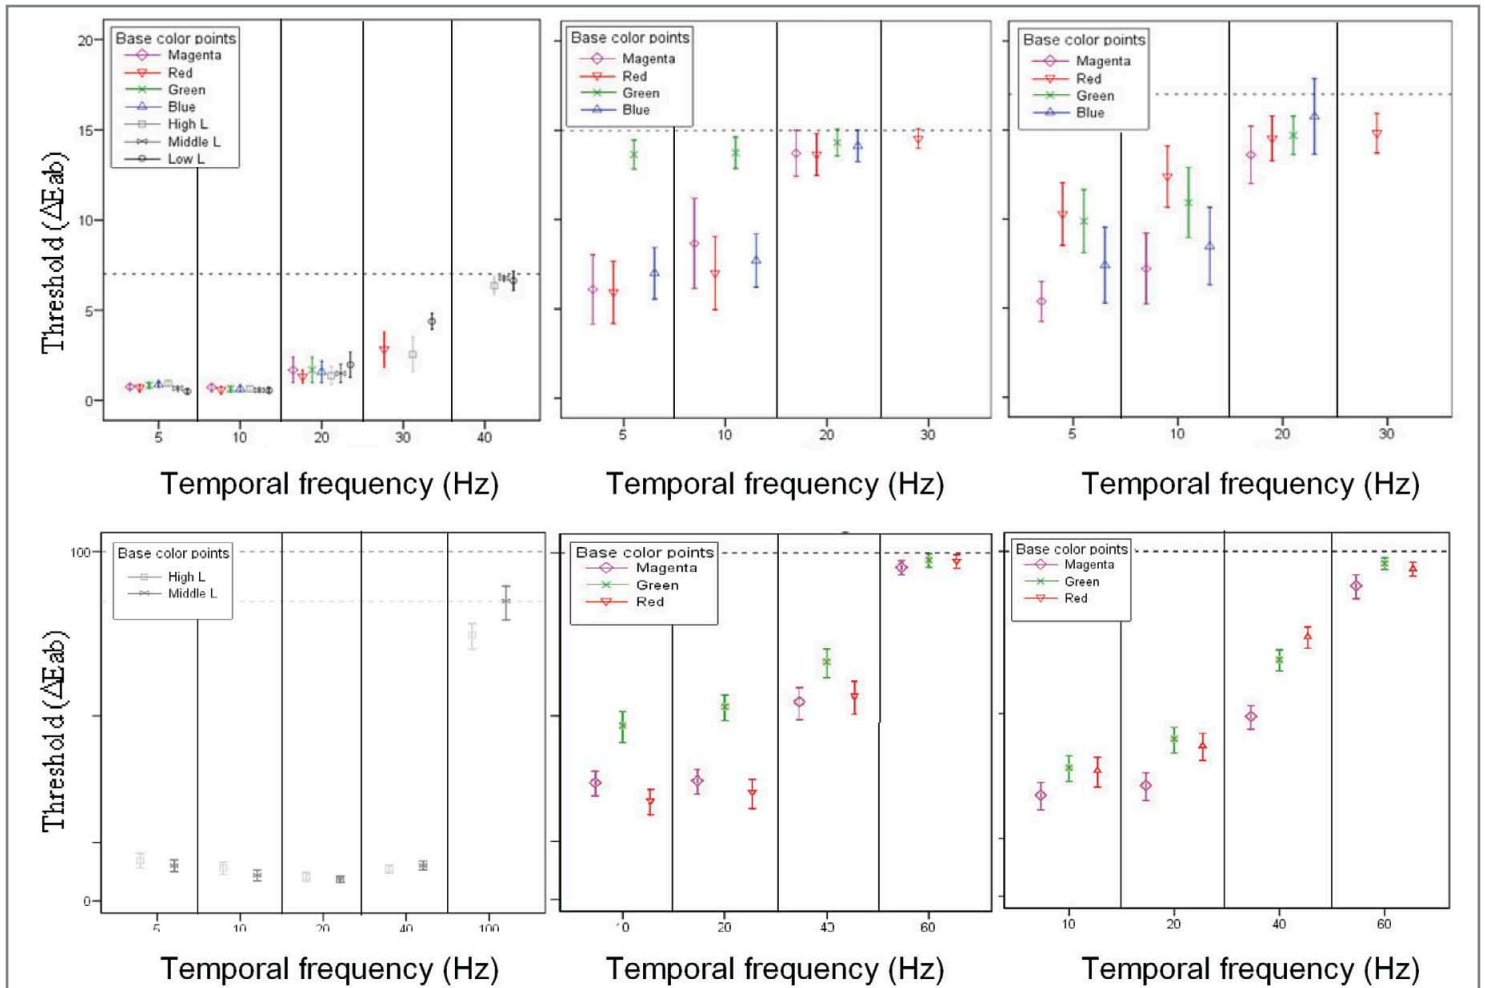 Threshold (ΔEab)
20
15
10
5
0
Base color points
Magenta
Red
Green
Blue
High L
Middle L
Low L
5 10 20 30 40
Temporal frequency (Hz)
Base color points
Magenta
Red
Green
Blue
5 10 20 30
Temporal frequency (Hz)
Base color points
Magenta
Red
Green
Blue
5 10 20 30
Temporal frequency (Hz)
Threshold (ΔEab)
100
0
Base color points
High L
Middle L
5 10 20 40 100
Temporal frequency (Hz)
Base color points
Magenta
Green
Red
10 20 40 60
Temporal frequency (Hz)
Base color points
Magenta
Green
Red
10 20 40 60
Temporal frequency (Hz)